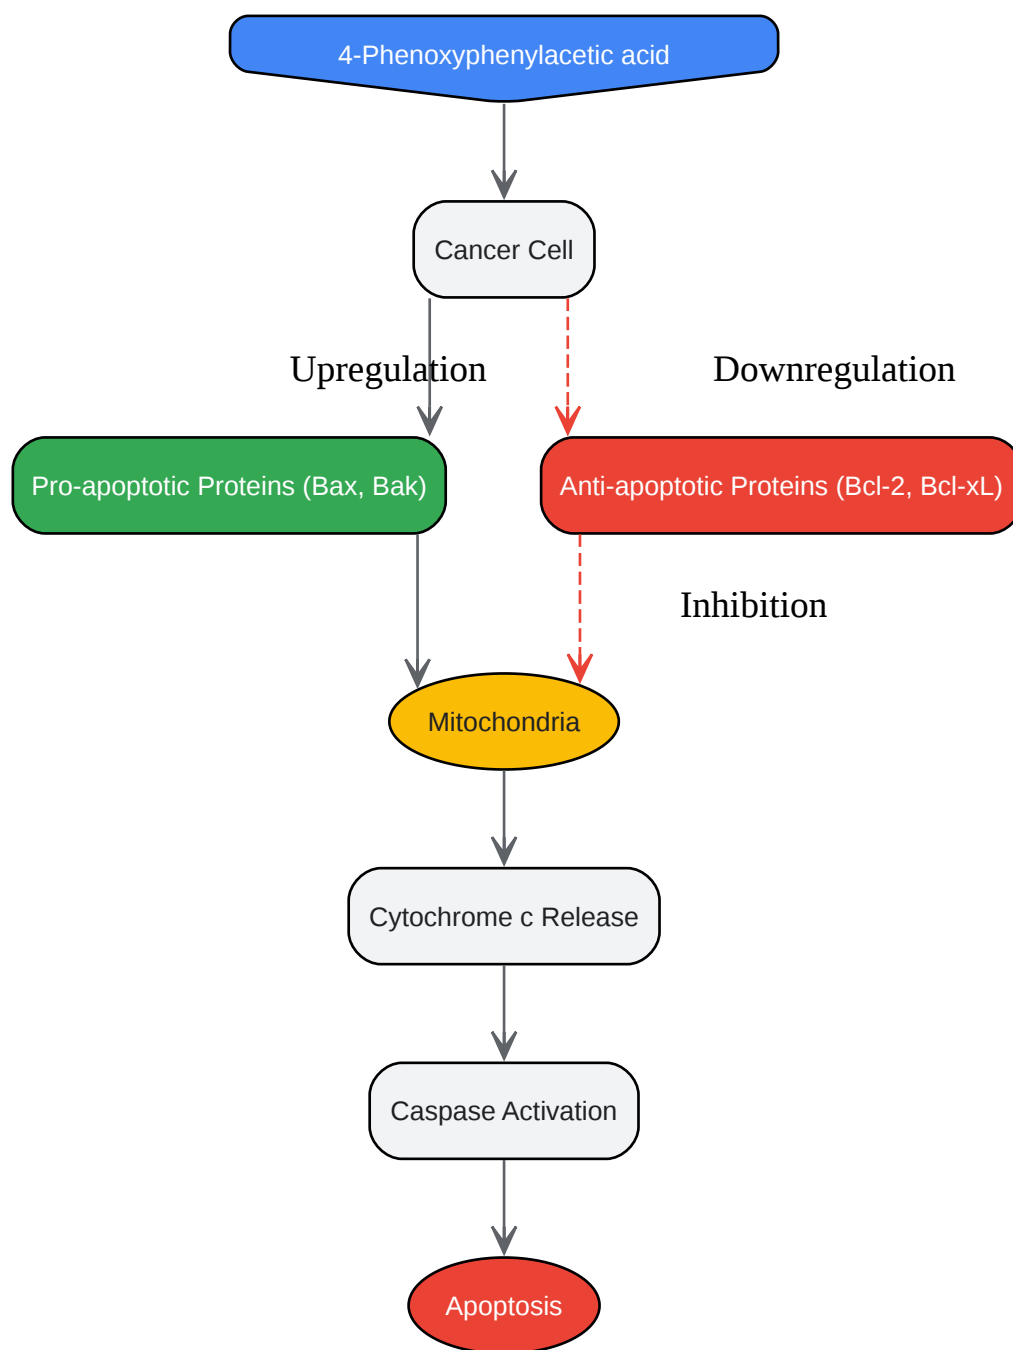 4-Phenoxyphenylacetic acid
Cancer Cell
Upregulation
Downregulation
Pro-apoptotic Proteins (Bax, Bak)
Anti-apoptotic Proteins (Bcl-2, Bcl-xL)
Inhibition
Mitochondria
Cytochrome c Release
Caspase Activation
Apoptosis